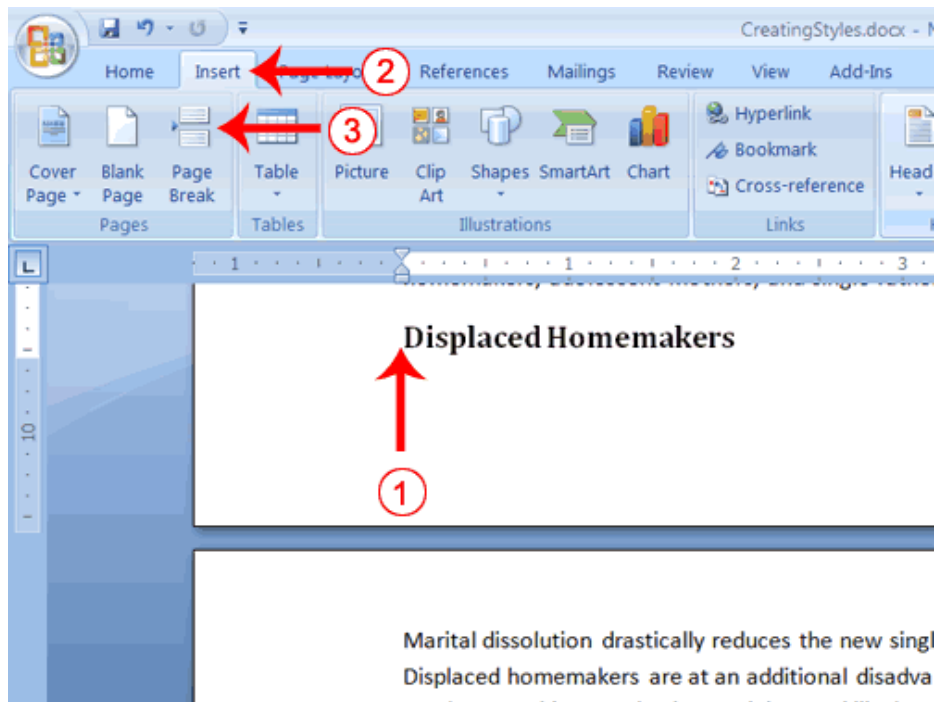 CreatingStyles.docx -
Home Insert References Mailings Review View Add-Ins
2
3
Cover Page Blank Page Page Break Table Picture Clip Art Shapes SmartArt Chart Hyperlink Bookmark Cross-reference
Pages Tables Illustrations Links
L 1 1 2 3
Displaced Homemakers
10
1
Marital dissolution drastically reduces the new
Displaced homemakers are at an additional